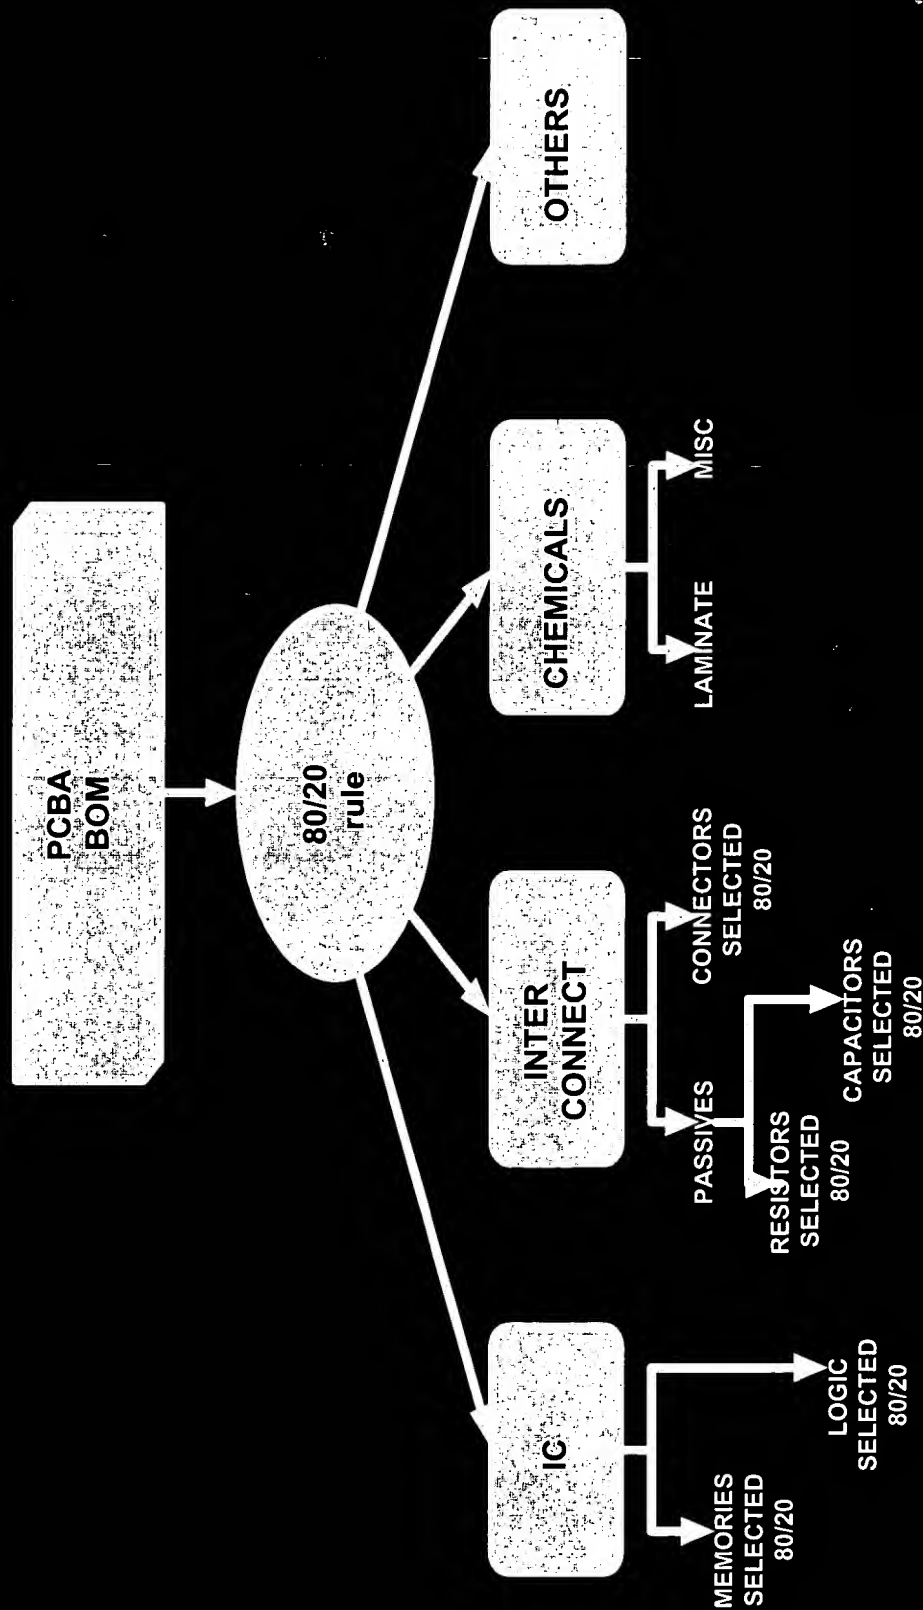 PCBA
BOM
80/20
rule
IC
INTER
CONNECT
CHEMICALS
OTHERS
MEMORIES
SELECTED
80/20
LOGIC
SELECTED
80/20
PASSIVES
RESISTORS
SELECTED
80/20
CAPACITORS
SELECTED
80/20
CONNECTORS
SELECTED
80/20
LAMINATE
MISC